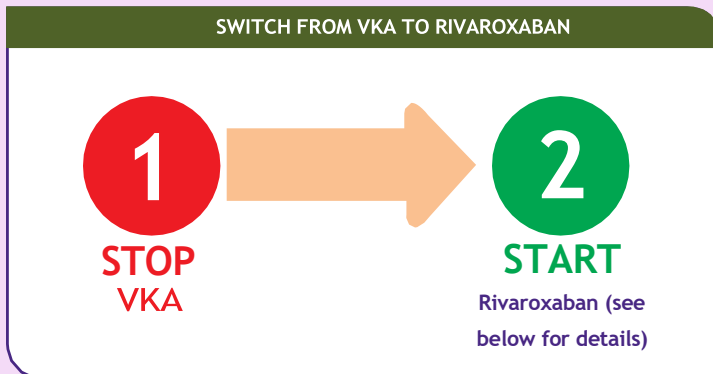 SWITCH FROM VKA TO RIVAROXABAN
1
2
STOP
VKA
START
Rivaroxaban (see
below for details)